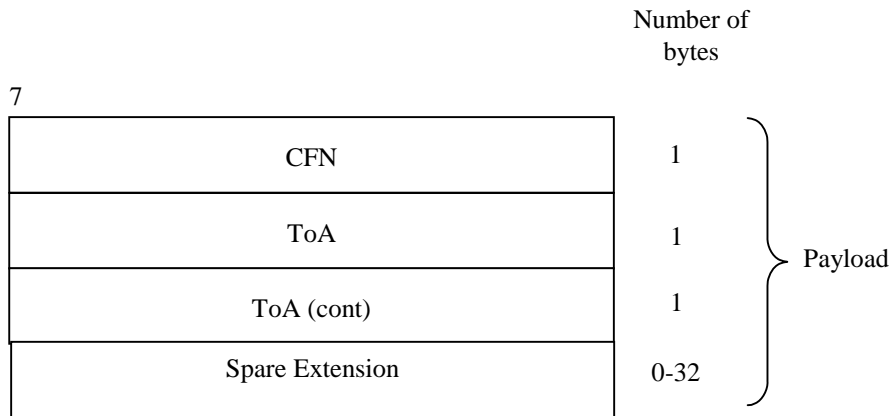 Number of
bytes
7
CFN 1
ToA 1
ToA (cont) 1
Payload
Spare Extension 0-32